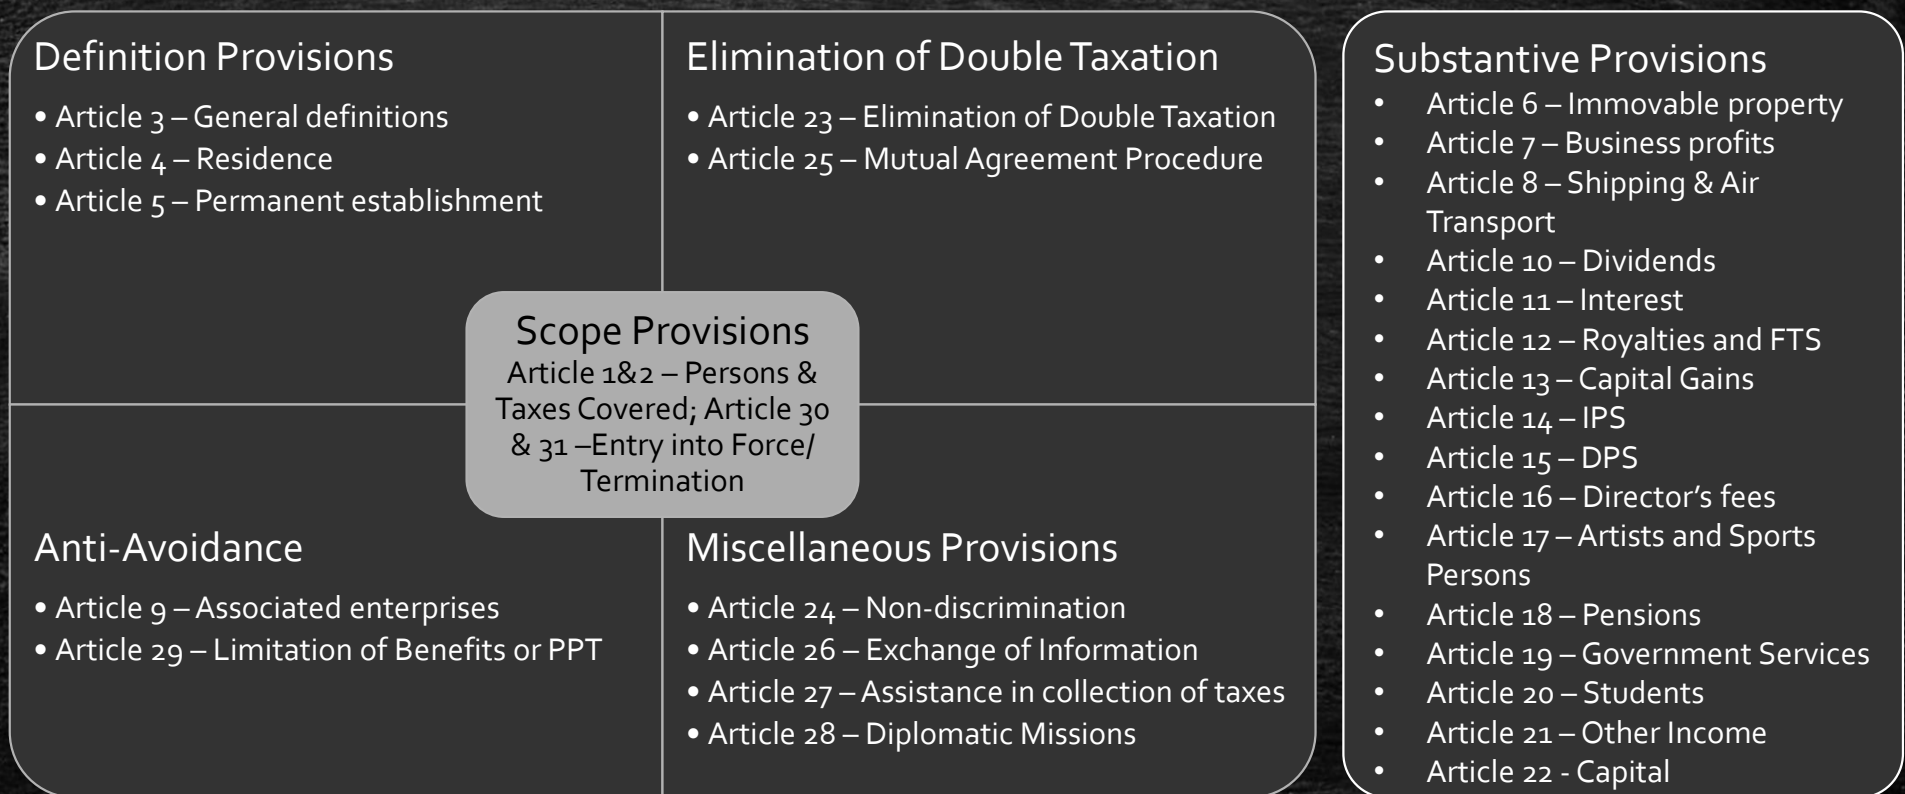 Definition Provisions
• Article 3 – General definitions
• Article 4 – Residence
• Article 5 – Permanent establishment
Elimination of Double Taxation
• Article 23 – Elimination of Double Taxation
• Article 25 – Mutual Agreement Procedure
Scope Provisions
Article 1&2 – Persons &
Taxes Covered; Article 30
& 31 –Entry into Force/
Termination
Anti-Avoidance
• Article 9 – Associated enterprises
• Article 29 – Limitation of Benefits or PPT
Miscellaneous Provisions
• Article 24 – Non-discrimination
• Article 26 – Exchange of Information
• Article 27 – Assistance in collection of taxes
• Article 28 – Diplomatic Missions
Substantive Provisions
• Article 6 – Immovable property
• Article 7 – Business profits
• Article 8 – Shipping & Air
Transport
• Article 10 – Dividends
• Article 11 – Interest
• Article 12 – Royalties and FTS
• Article 13 – Capital Gains
• Article 14 – IPS
• Article 15 – DPS
• Article 16 – Director’s fees
• Article 17 – Artists and Sports
Persons
• Article 18 – Pensions
• Article 19 – Government Services
• Article 20 – Students
• Article 21 – Other Income
• Article 22 - Capital